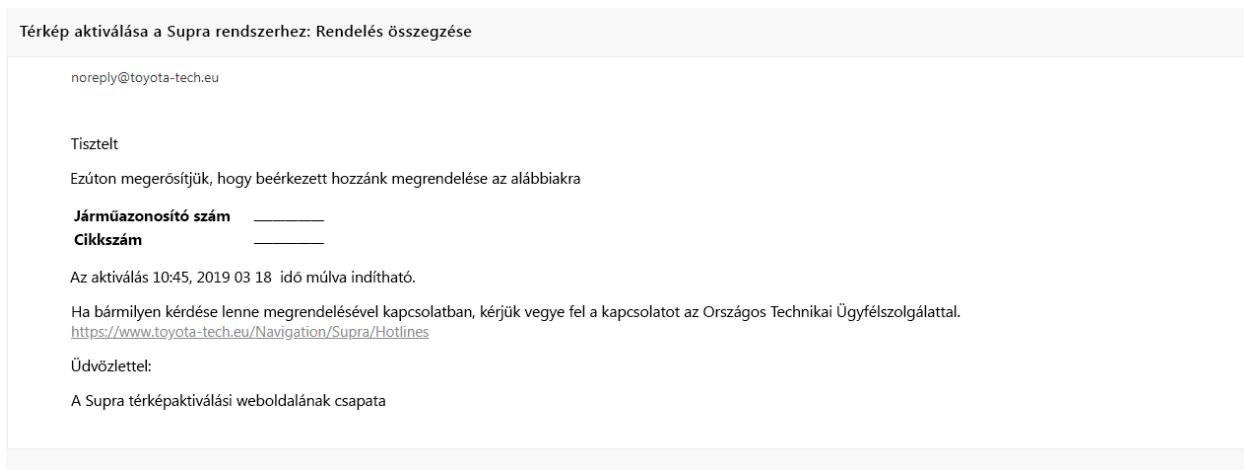 Térkép aktiválása a Supra rendszerhez: Rendelés összegzése
noreply@toyota-tech.eu
Tisztelt
Ezúton megerősítjük, hogy beérkezett hozzánk megrendelése az alábbiakra
Járműazonosító szám __________
Cikkszám __________
Az aktiválás 10:45, 2019 03 18 idő múlva indítható.
Ha bármilyen kérdése lenne megrendelésével kapcsolatban, kérjük vegye fel a kapcsolatot az Országos Technikai Ügyfélszolgálattal.
https://www.toyota-tech.eu/Navigation/Supra/Hotlines
Üdvözlettel:
A Supra térképaktiválási weboldalának csapata